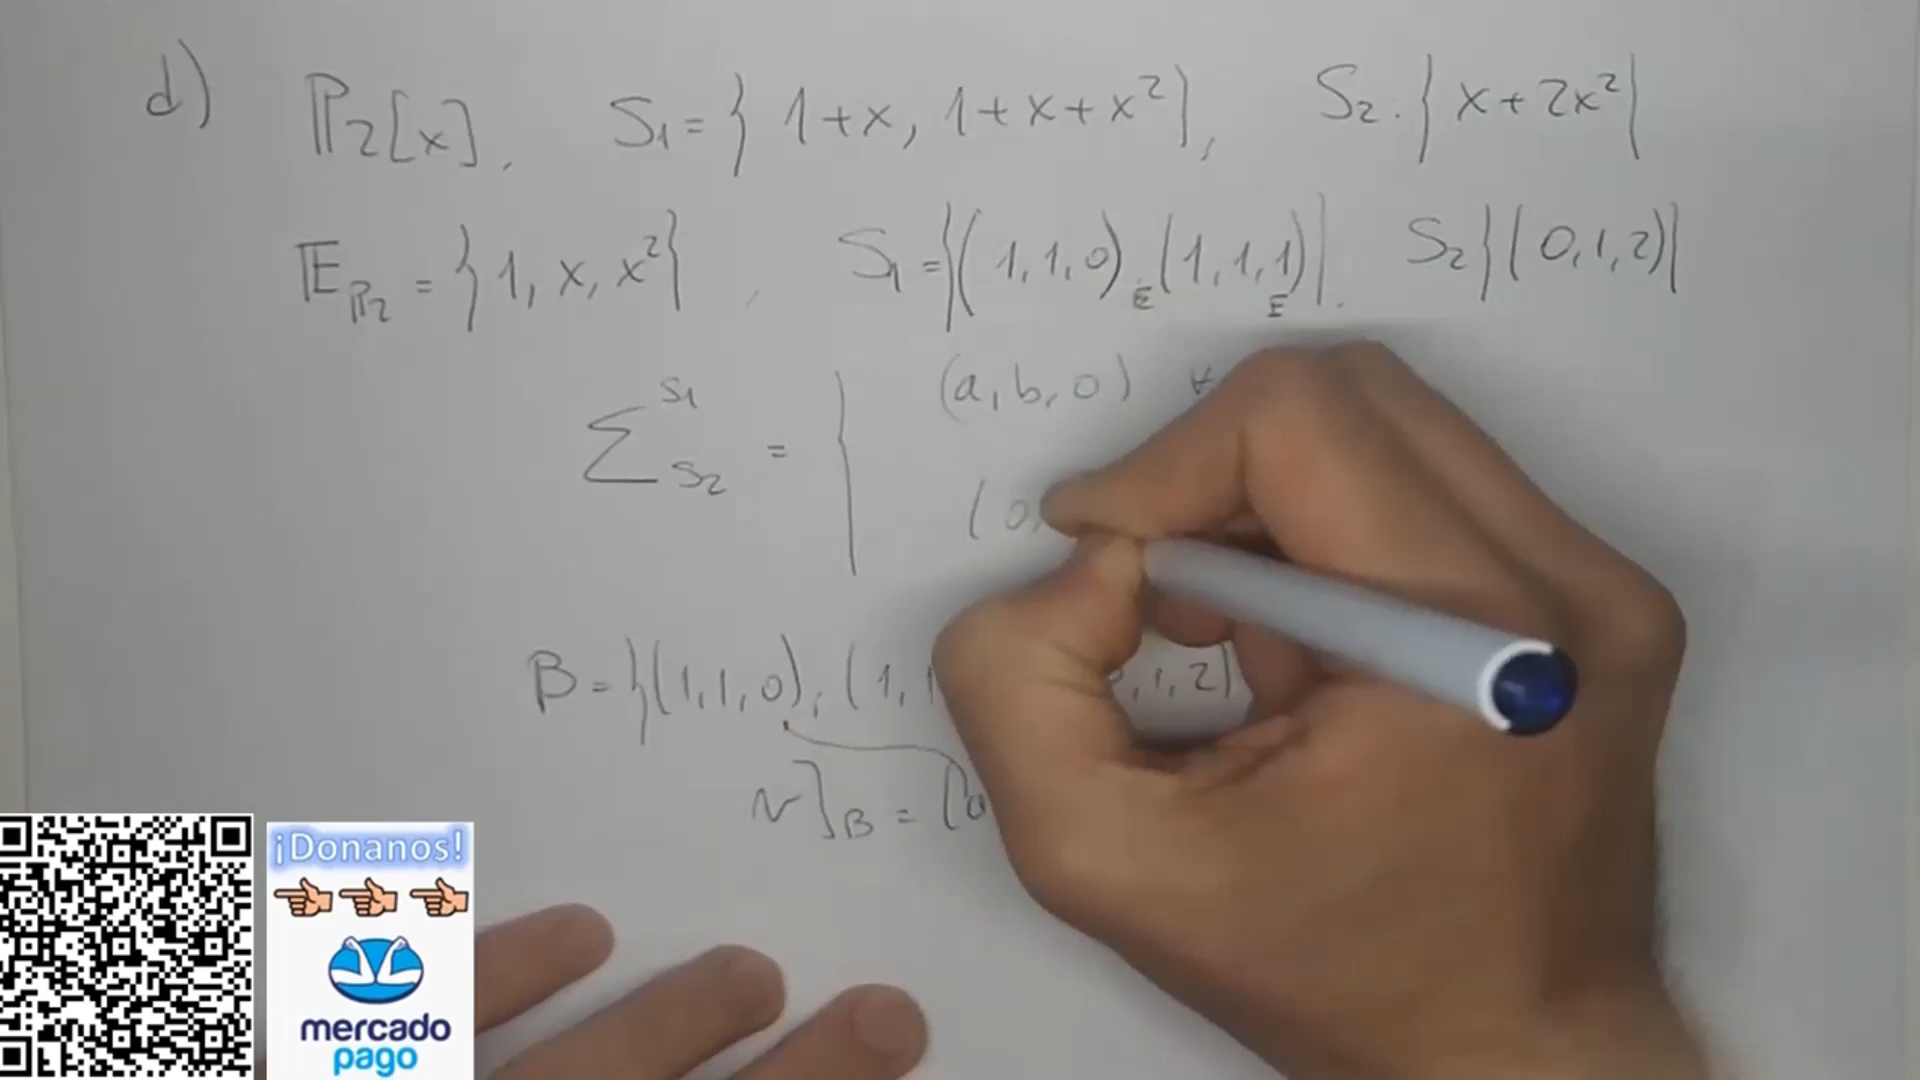 d) P₂[x], S₁ = { 1+x, 1+x+x² }, S₂. { x+2x² }
E_P₂ = { 1, x, x² }, S₁ = { (1,1,0)_E (1,1,1)_E }. S₂ { (0,1,2) }
(a, b, 0) ∀
Σ^S₁_S₂ = {
(0,
B = { (1,1,0), (1, 1 , 1, 2)
v]_B = (a
¡Donanos!
mercado
pago